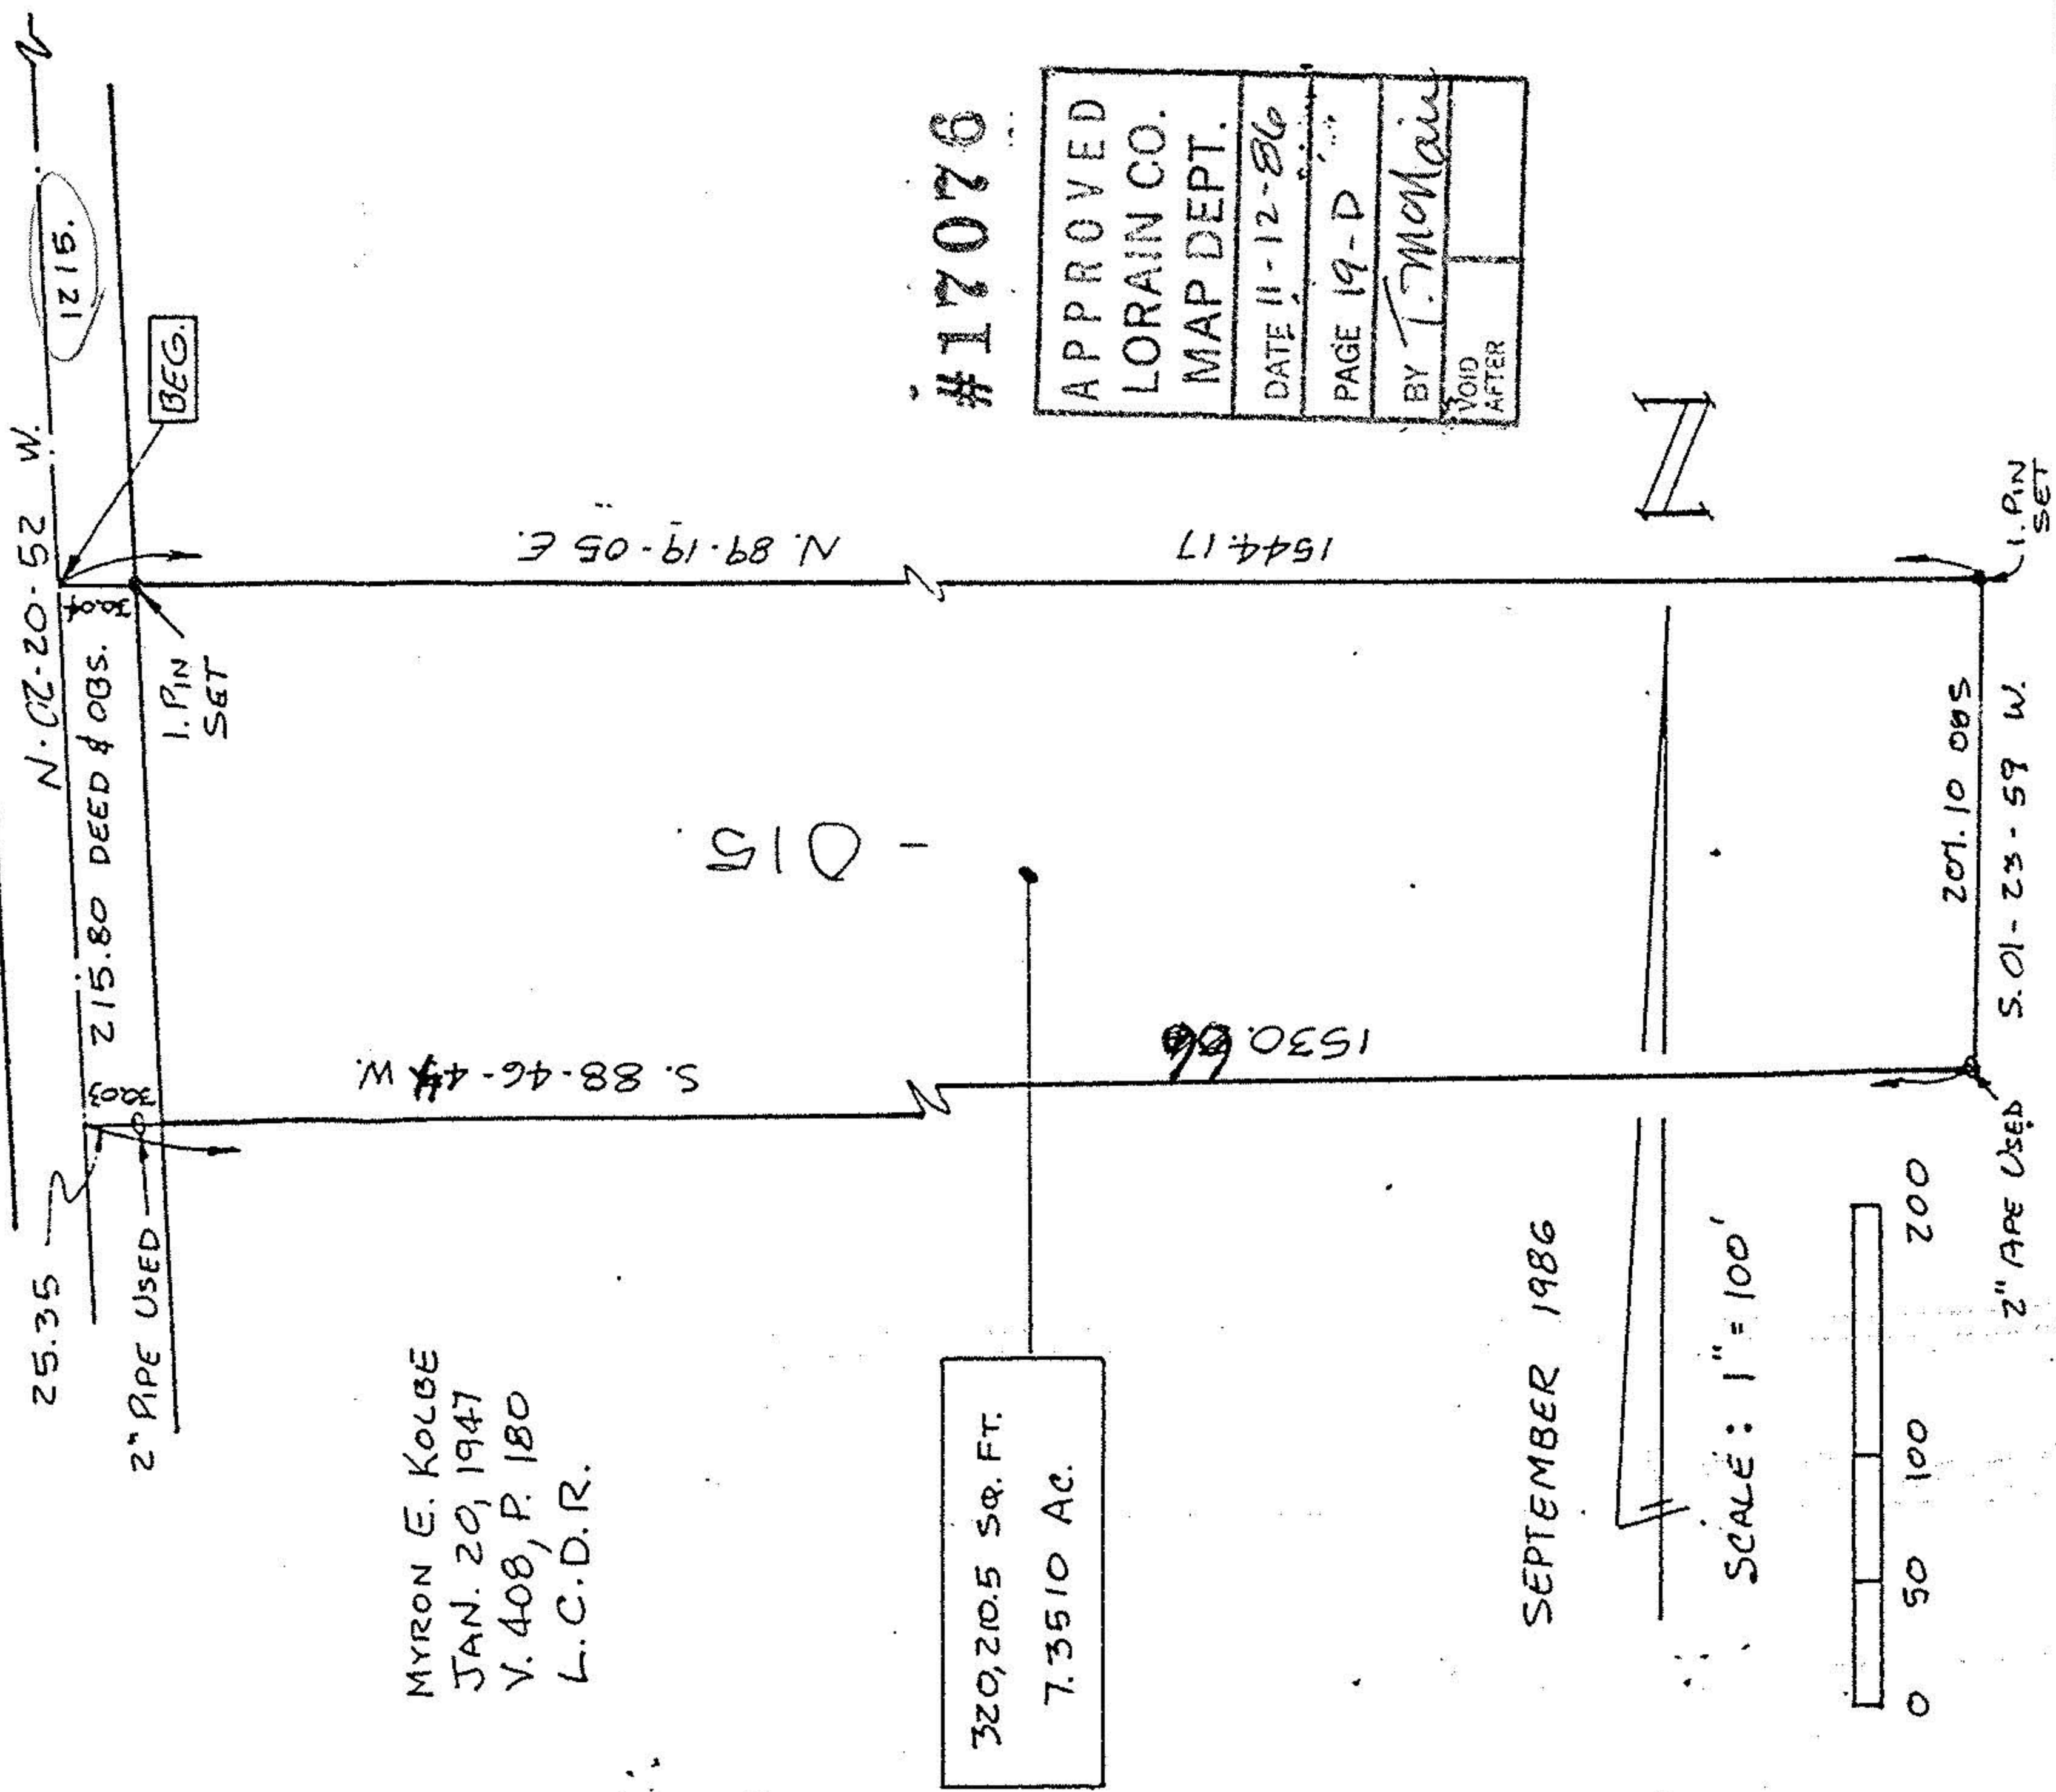 25.35
N. 02-20-52 W.
1215.
215.80 DEED & OBS.
30.03
30.04
BEG.
2" PIPE USED
I. PIN
SET
MYRON E. KOLBE
JAN. 20, 1947
V. 408, P. 180
L.C.D.R.
S. 88-46-44 W.
1530.66
N. 89-19-05 E.
1544.17
- 015
320,210.5 SQ. FT.
7.3510 AC.
#17076
APPROVED
LORAIN CO.
MAP DEPT.
DATE 11-12-86
PAGE 19-D
BY T. McMain
VOID
AFTER
SEPTEMBER 1986
SCALE: 1" = 100'
0 50 100 200
Z
207.10 OBS
S. 01-23-59 W.
2" PIPE USED
I. PIN
SET